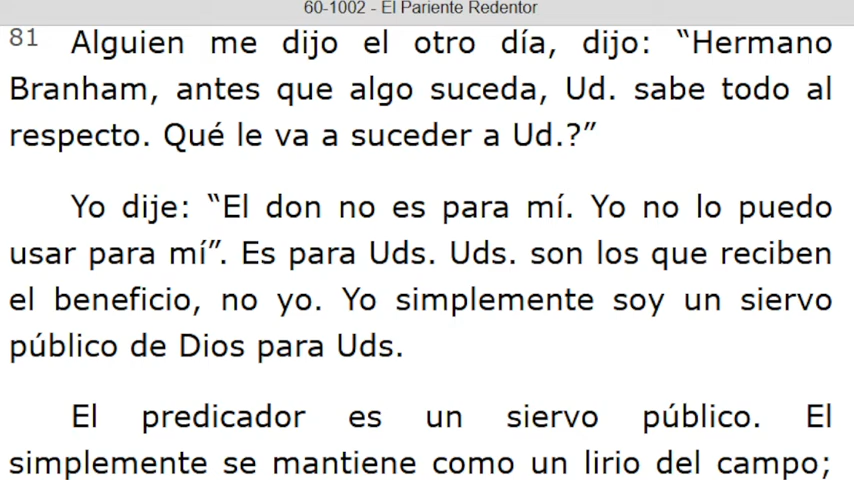 60-1002 - El Pariente Redentor
81 Alguien me dijo el otro día, dijo: “Hermano
Branham, antes que algo suceda, Ud. sabe todo al
respecto. Qué le va a suceder a Ud.?”
Yo dije: “El don no es para mí. Yo no lo puedo
usar para mí”. Es para Uds. Uds. son los que reciben
el beneficio, no yo. Yo simplemente soy un siervo
público de Dios para Uds.
El predicador es un siervo público. El
simplemente se mantiene como un lirio del campo;